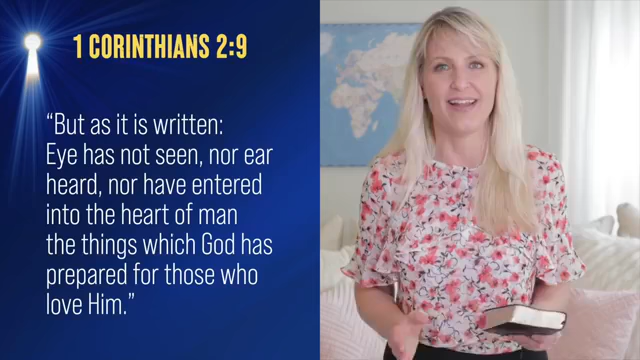 1 CORINTHIANS 2:9
“But as it is written:
Eye has not seen, nor ear
heard, nor have entered
into the heart of man
the things which God has
prepared for those who
love Him.”